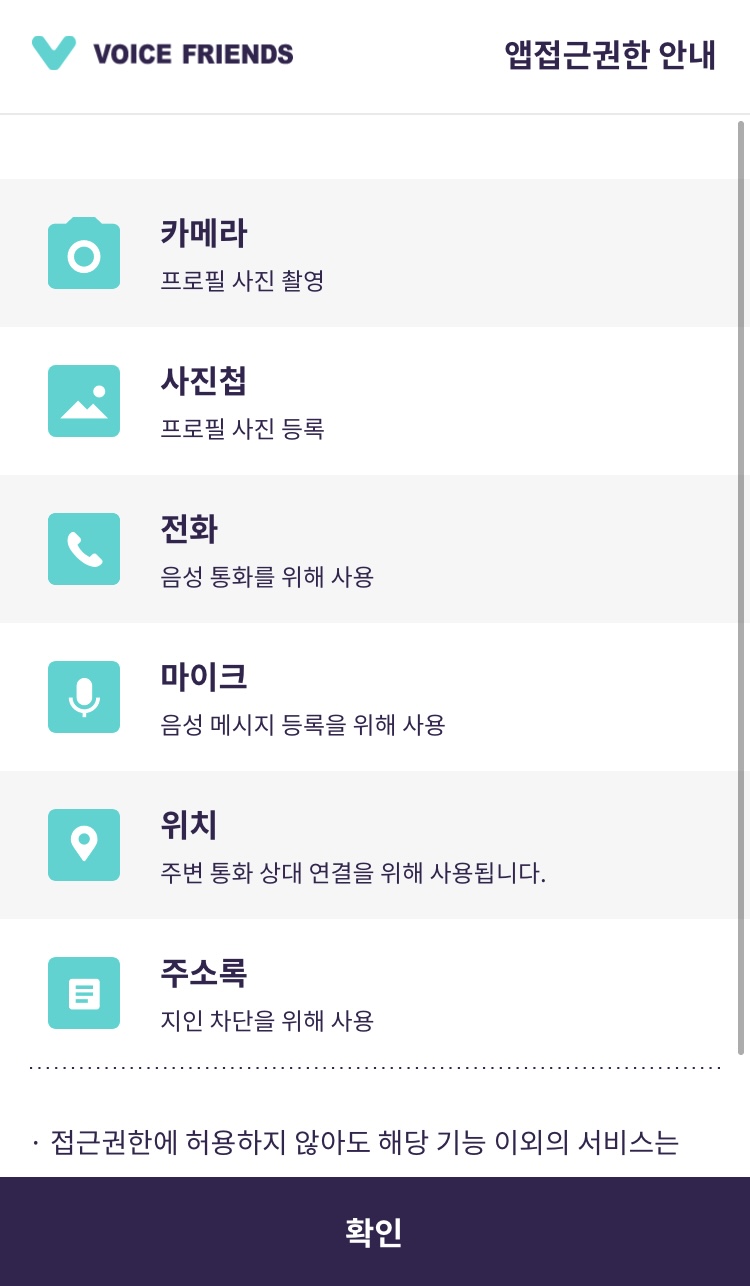 VOICE FRIENDS
앱접근권한 안내
카메라
프로필 사진 촬영
사진첩
프로필 사진 등록
전화
음성 통화를 위해 사용
마이크
음성 메시지 등록을 위해 사용
위치
주변 통화 상대 연결을 위해 사용됩니다.
주소록
지인 차단을 위해 사용
· 접근권한에 허용하지 않아도 해당 기능 이외의 서비스는
확인